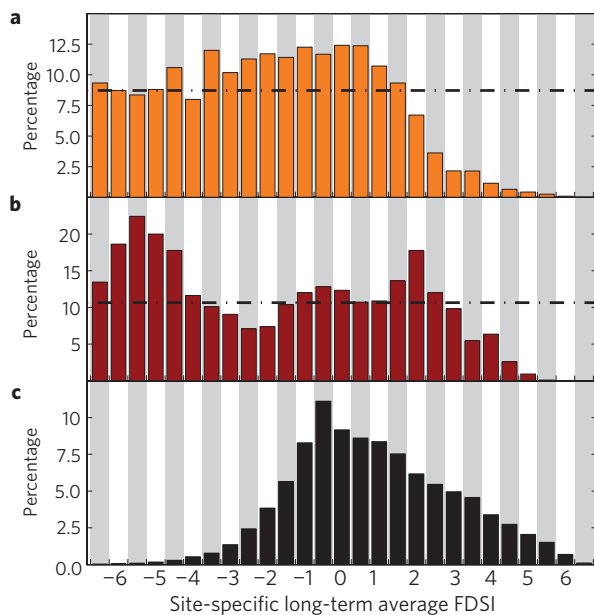 a
12.5
10.0
7.5
5.0
2.5
Percentage
b
20
15
10
5
Percentage
c
10
7.5
5.0
2.5
0.0
Percentage
−6 −5 −4 −3 −2 −1 0 1 2 3 4 5 6
Site-specific long-term average FDSI